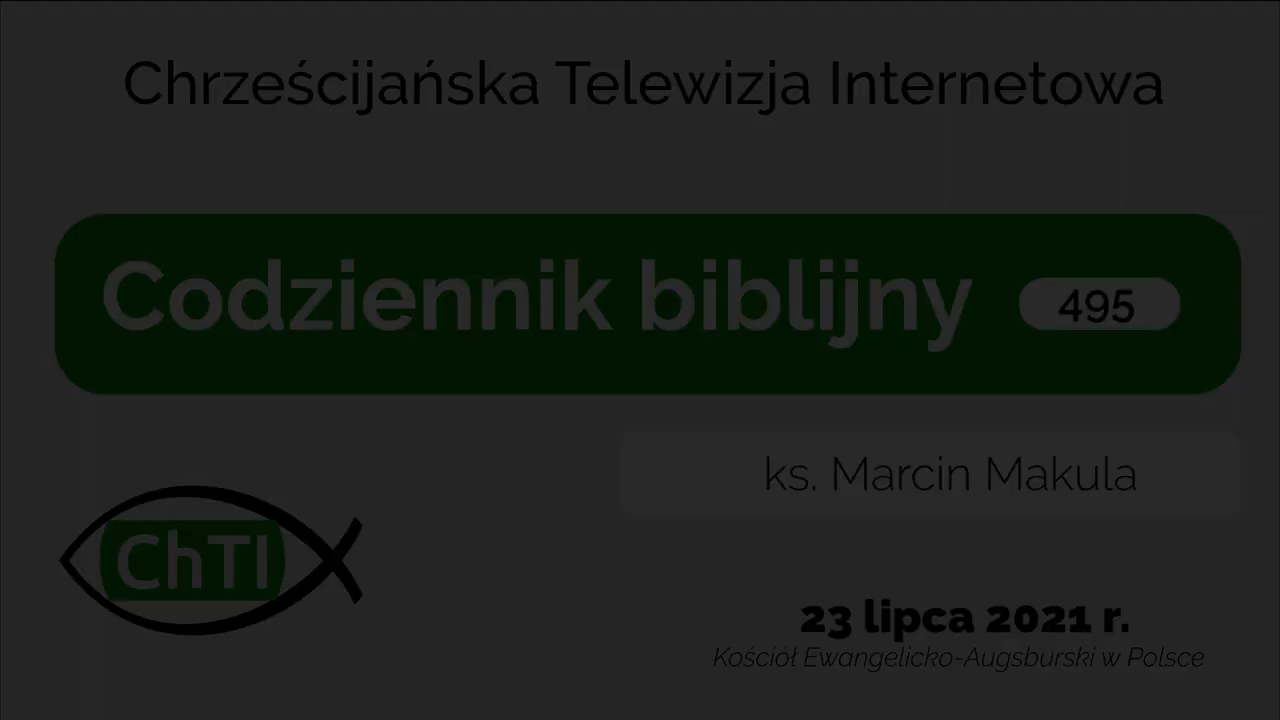 Chrześcijańska Telewizja Internetowa
Codziennik biblijny 495
ks. Marcin Makula
ChTI
23 lipca 2021 r.
Kościół Ewangelicko-Augsburski w Polsce